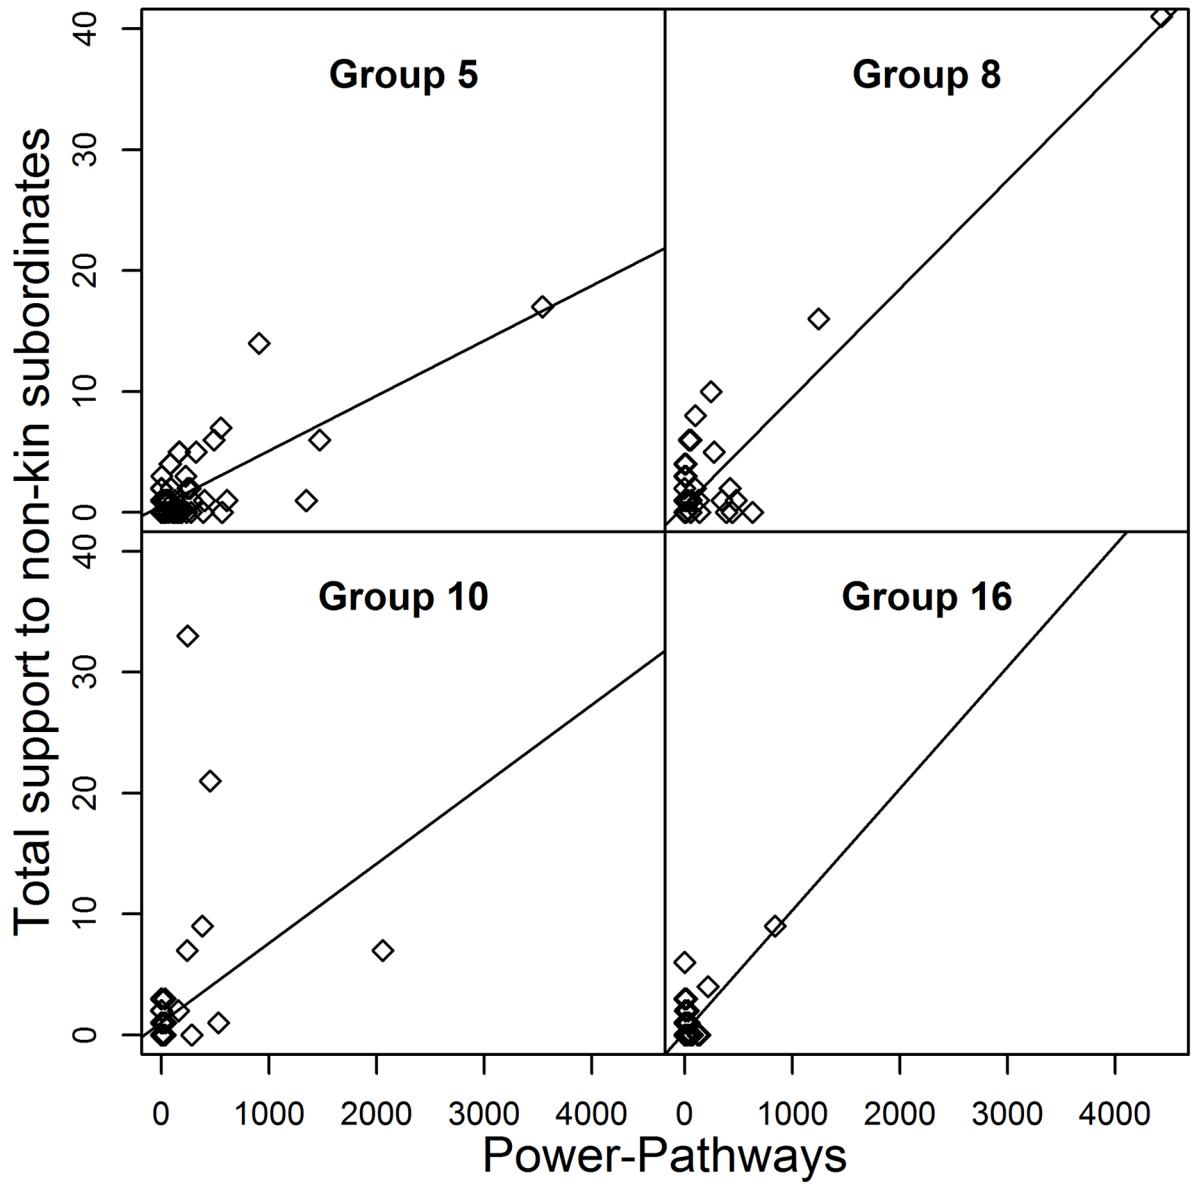 Total support to non-kin subordinates
40
30
20
10
0
Group 5
Group 8
40
30
20
10
0
Group 10
Group 16
0 1000 2000 3000 4000 0 1000 2000 3000 4000
Power-Pathways